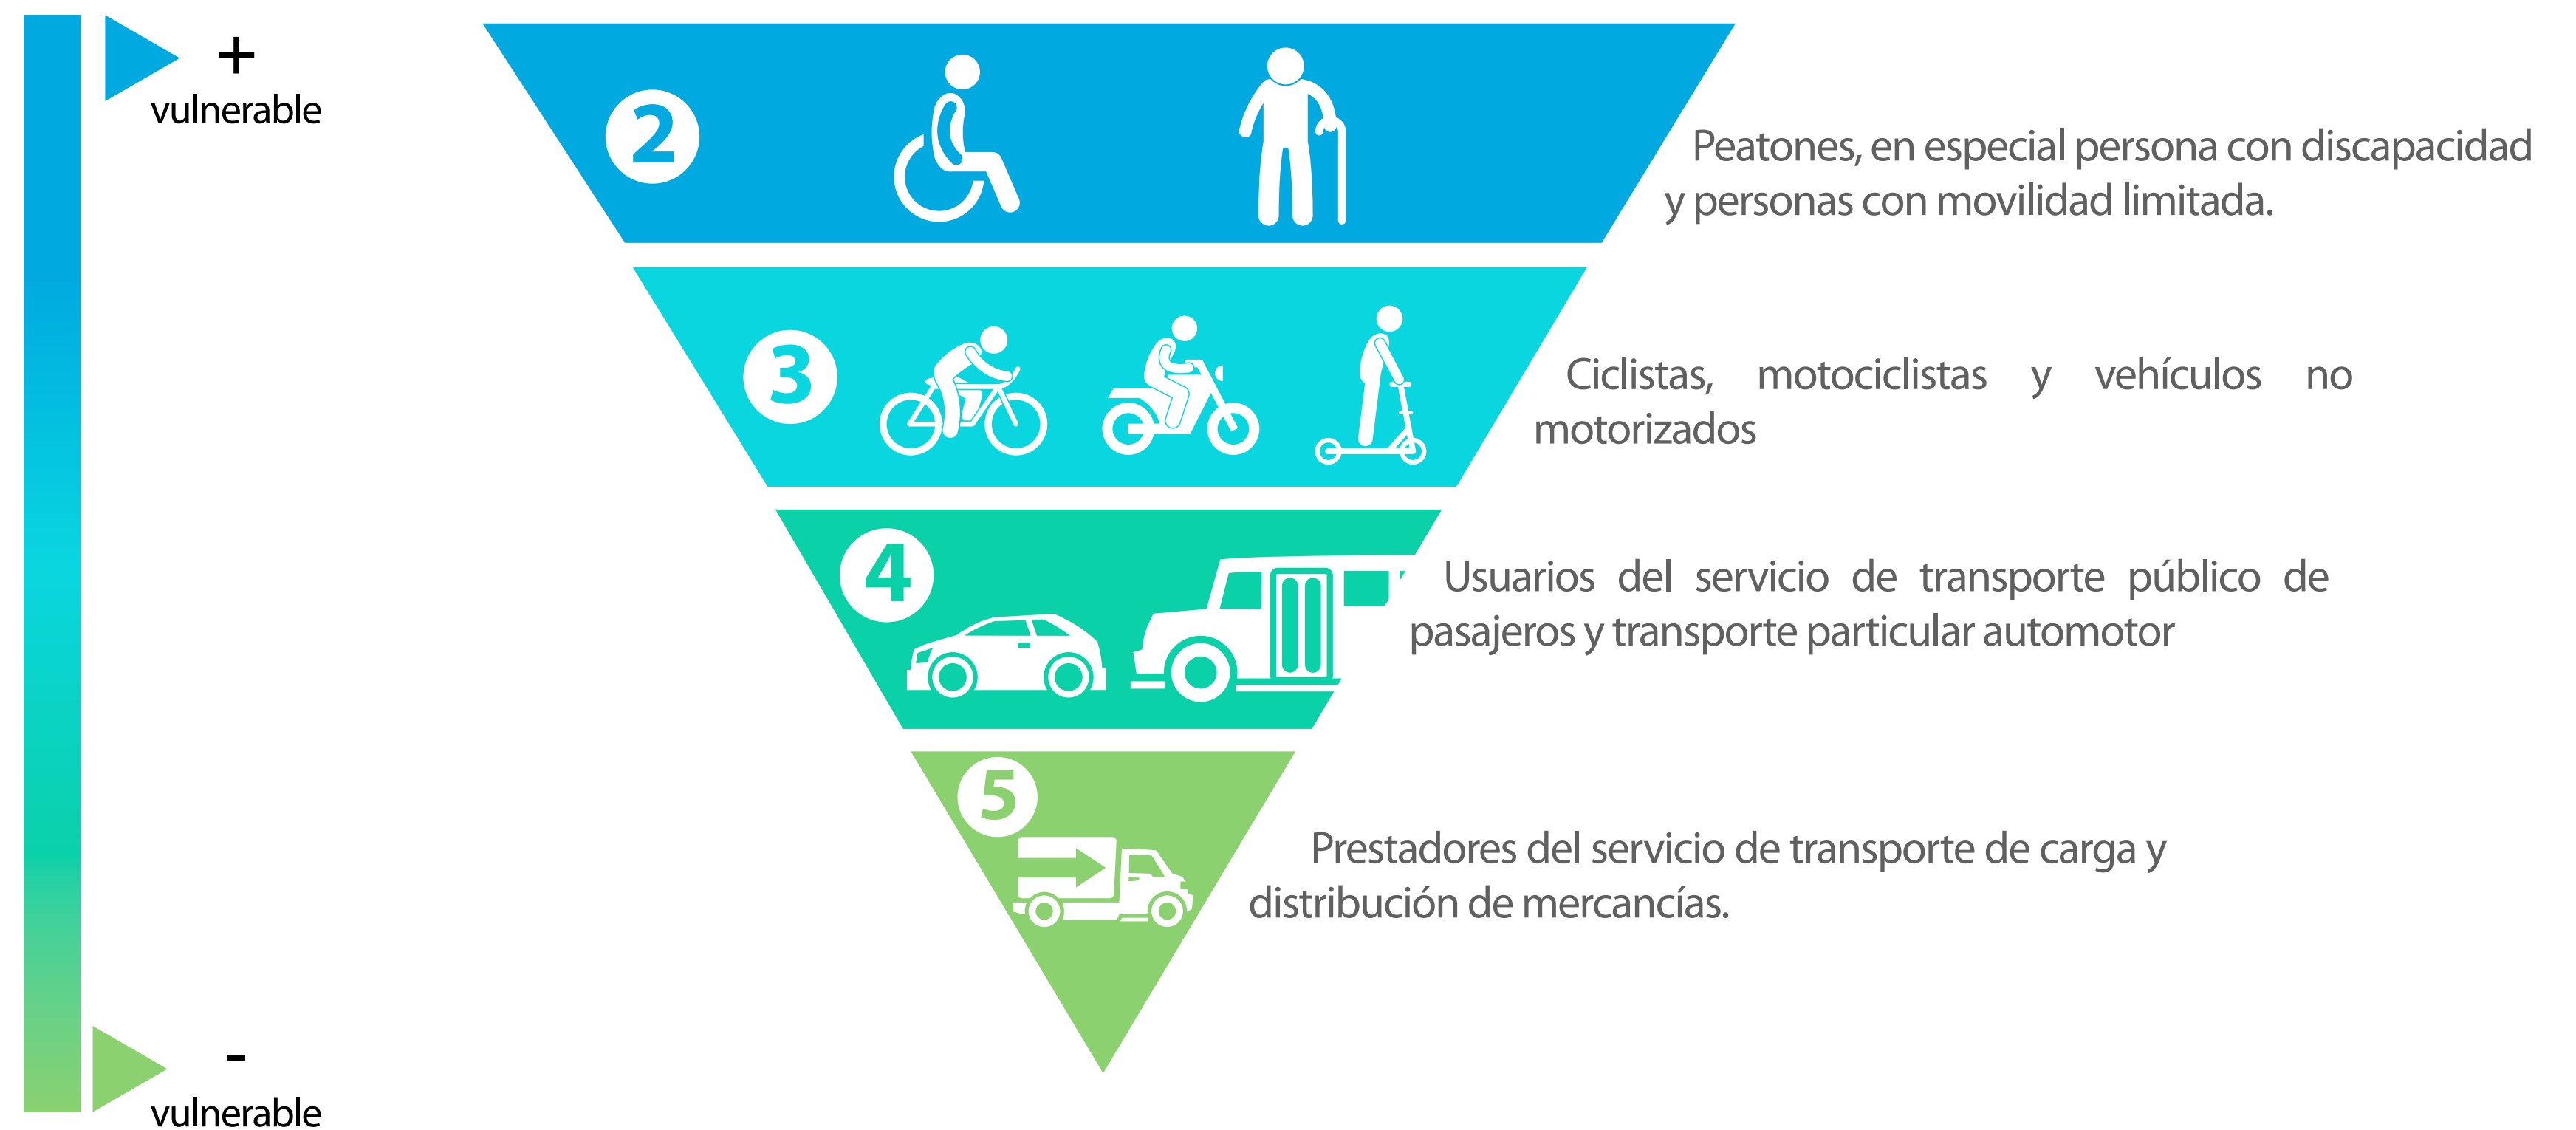 +
vulnerable
2
Peatones, en especial persona con discapacidad
y personas con movilidad limitada.
3
Ciclistas, motociclistas y vehículos no
motorizados
4
Usuarios del servicio de transporte público de
pasajeros y transporte particular automotor
5
Prestadores del servicio de transporte de carga y
distribución de mercancías.
-
vulnerable